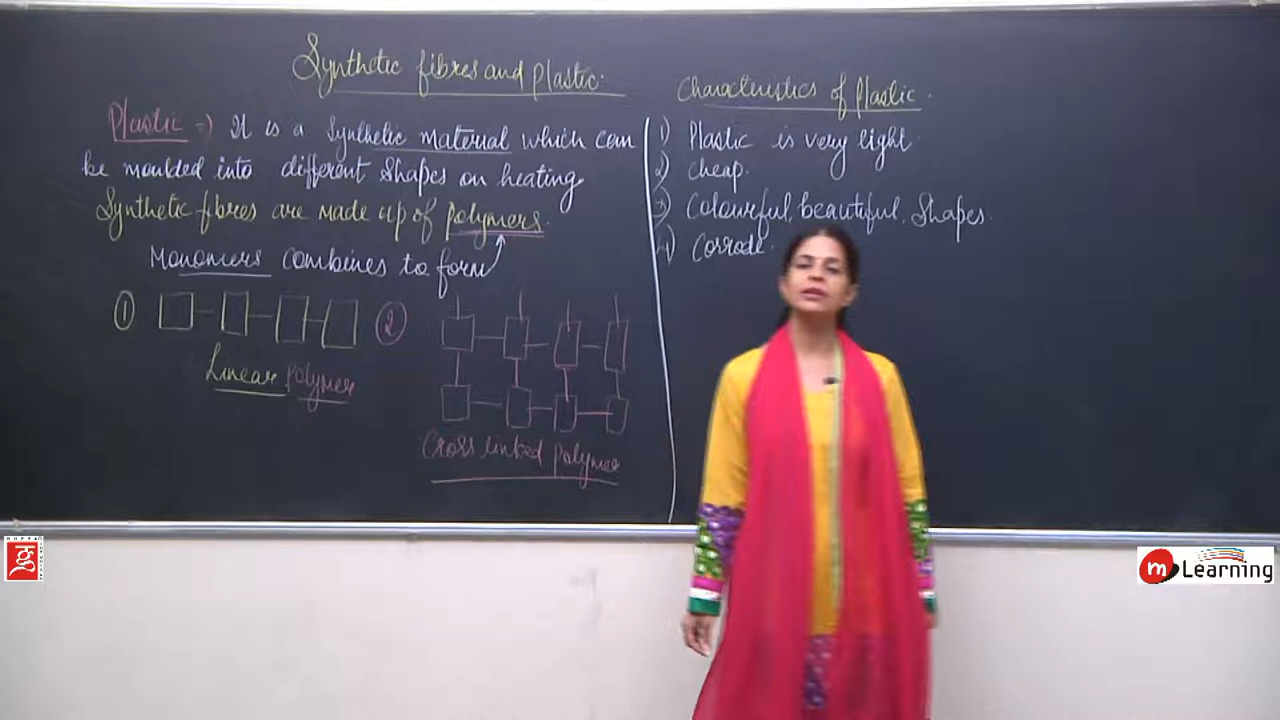 Synthetic fibres and Plastic.
Plastic => It is a synthetic material which can
be moulded into different shapes on heating
Synthetic fibres are made up of polymers.
Monomers combines to form
1
2
Linear polymer
Cross linked polymer
Characteristics of Plastic.
1) Plastic is very light
2) Cheap.
3) Colourful, beautiful, Shapes.
4) Corrode.
m Learning